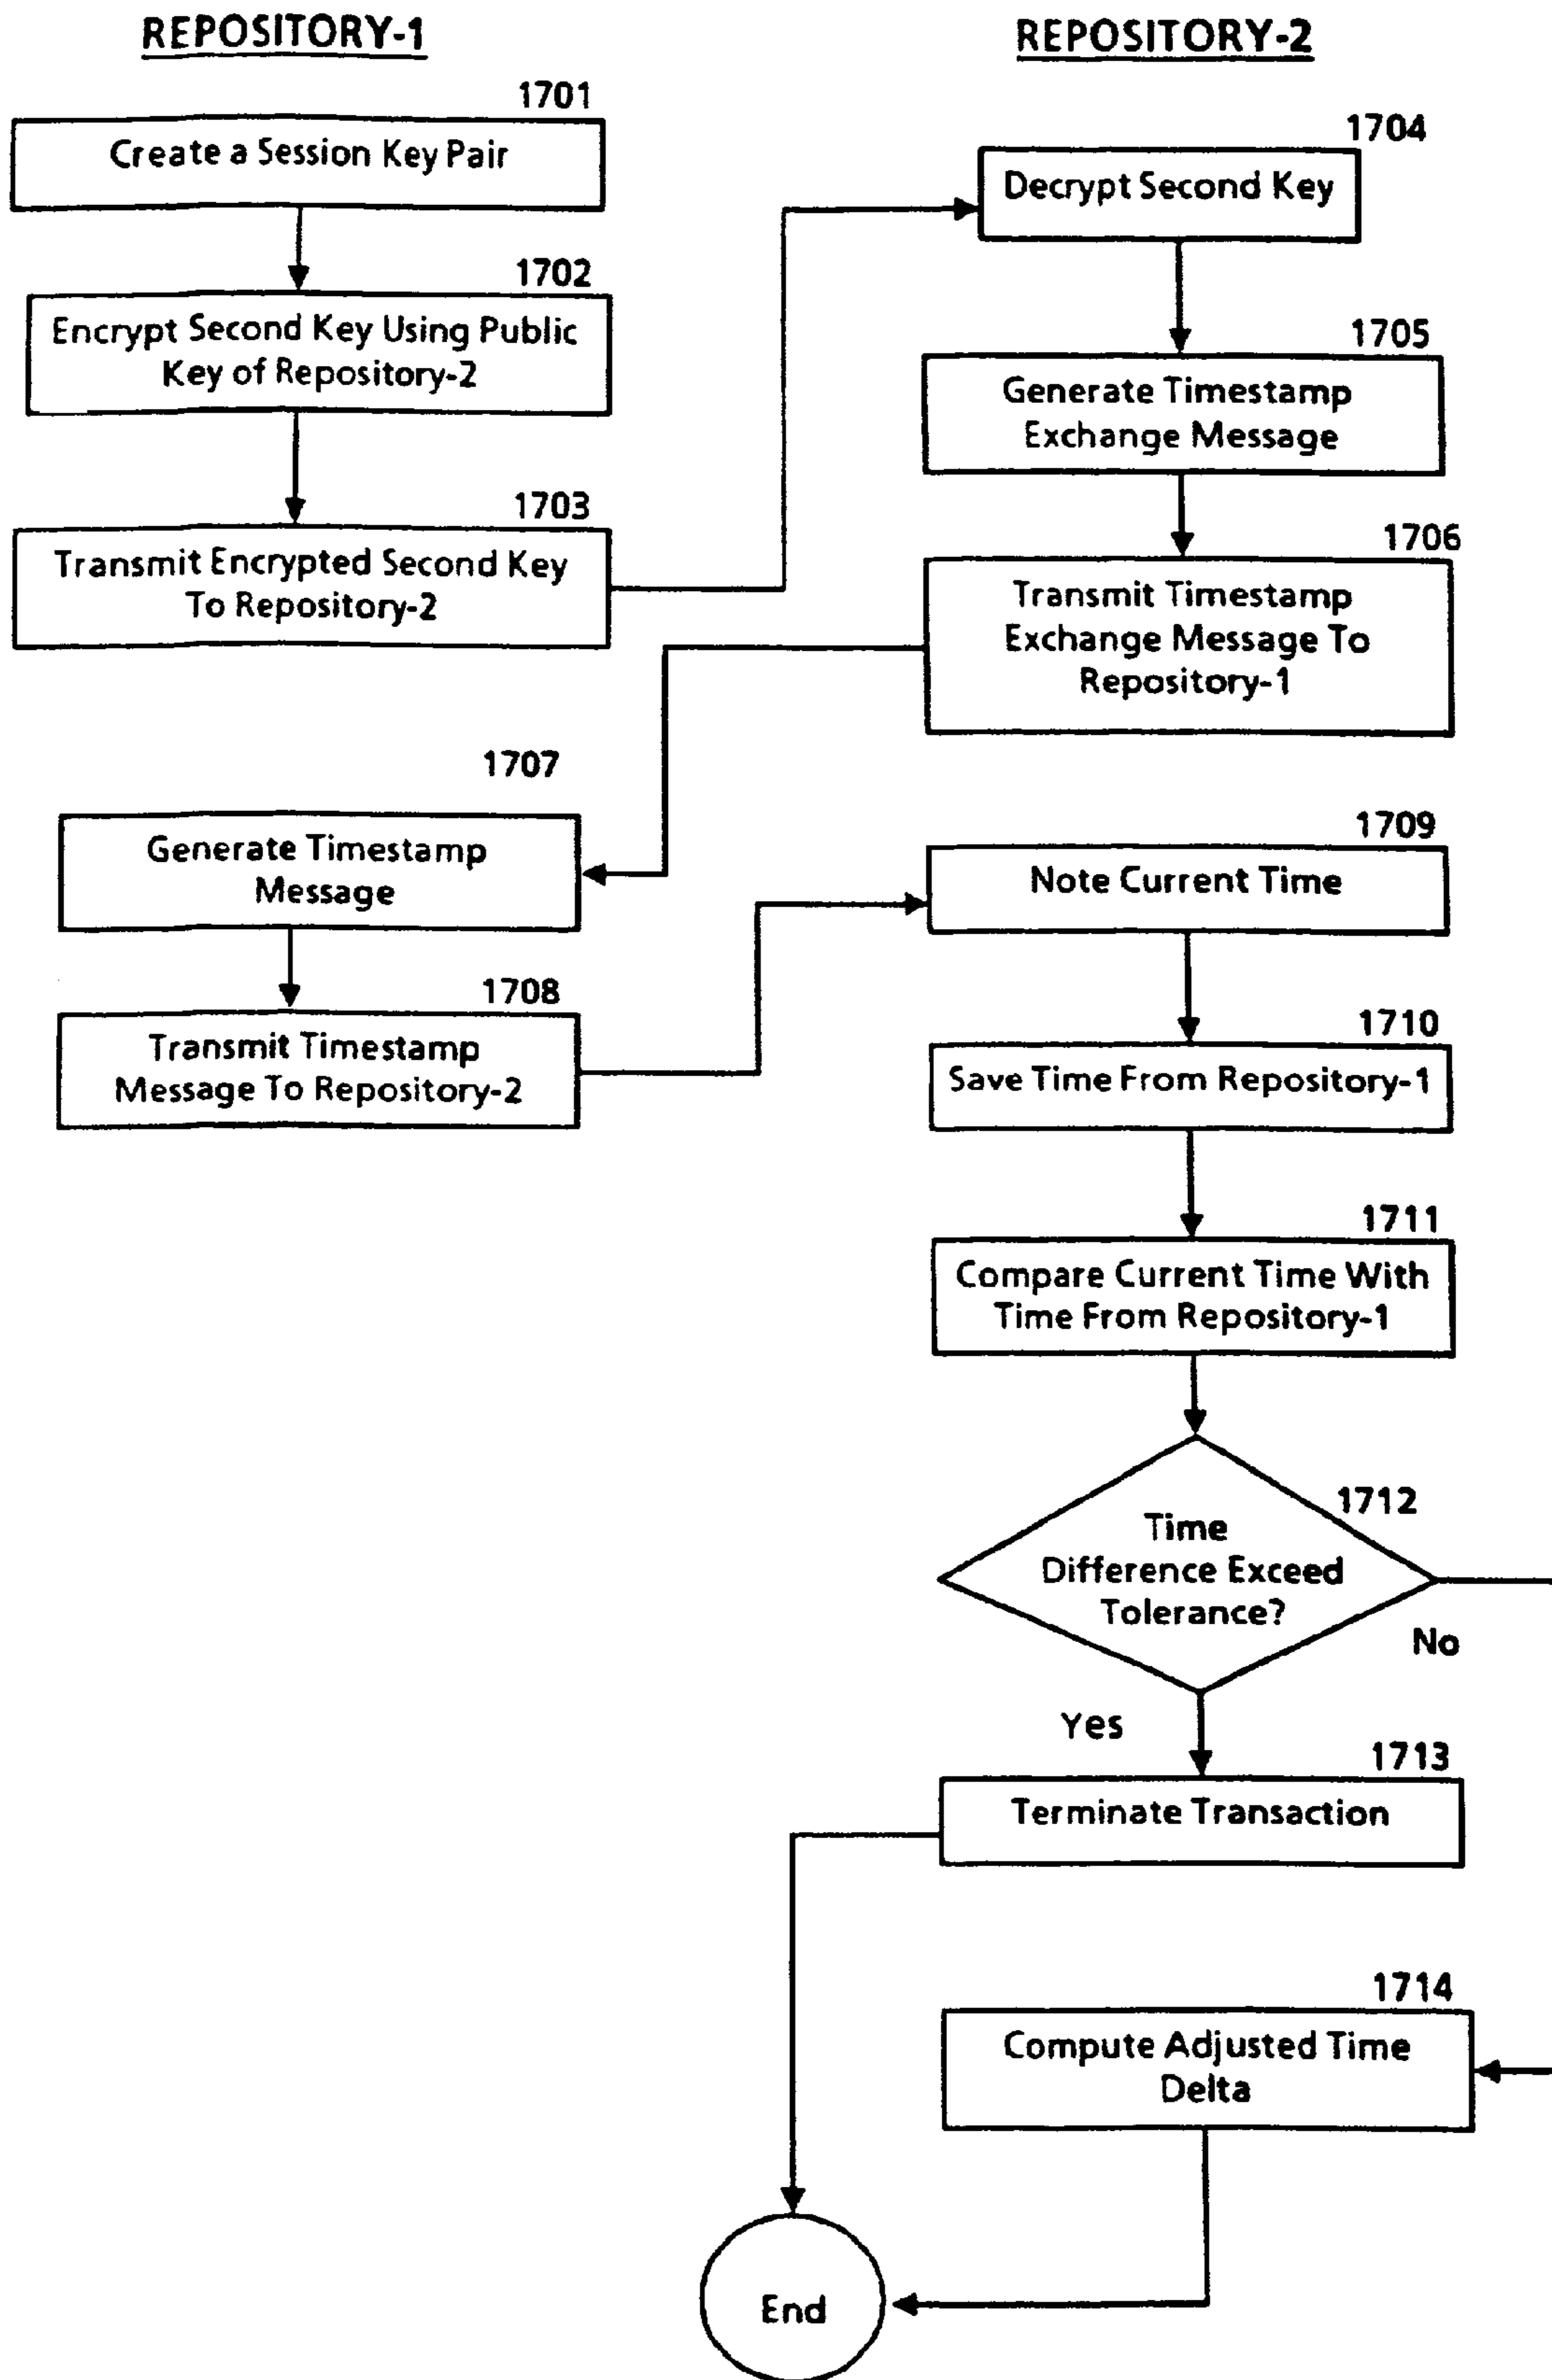 REPOSITORY-1
1701
Create a Session Key Pair
1702
Encrypt Second Key Using Public
Key of Repository-2
1703
Transmit Encrypted Second Key
To Repository-2
REPOSITORY-2
1704
Decrypt Second Key
1705
Generate Timestamp
Exchange Message
1706
Transmit Timestamp
Exchange Message To
Repository-1
1707
Generate Timestamp
Message
1708
Transmit Timestamp
Message To Repository-2
1709
Note Current Time
1710
Save Time From Repository-1
1711
Compare Current Time With
Time From Repository-1
1712
Time
Difference Exceed
Tolerance?
No
Yes
1713
Terminate Transaction
1714
Compute Adjusted Time
Delta
End